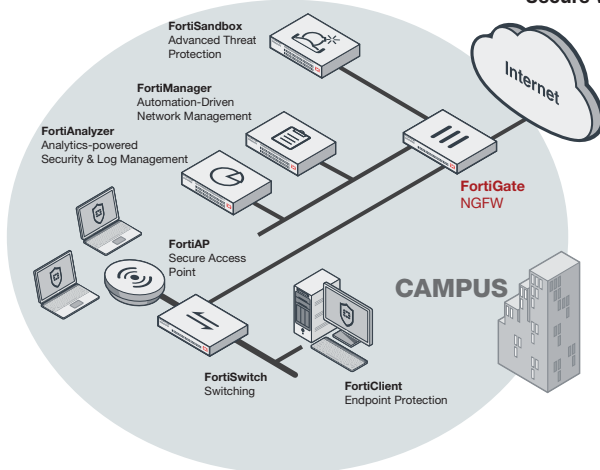 FortiSandbox
Advanced Threat
Protection
FortiManager
Automation-Driven
Network Management
FortiAnalyzer
Analytics-powered
Security & Log Management
Internet
FortiGate
NGFW
FortiAP
Secure Access
Point
CAMPUS
FortiSwitch
Switching
FortiClient
Endpoint Protection